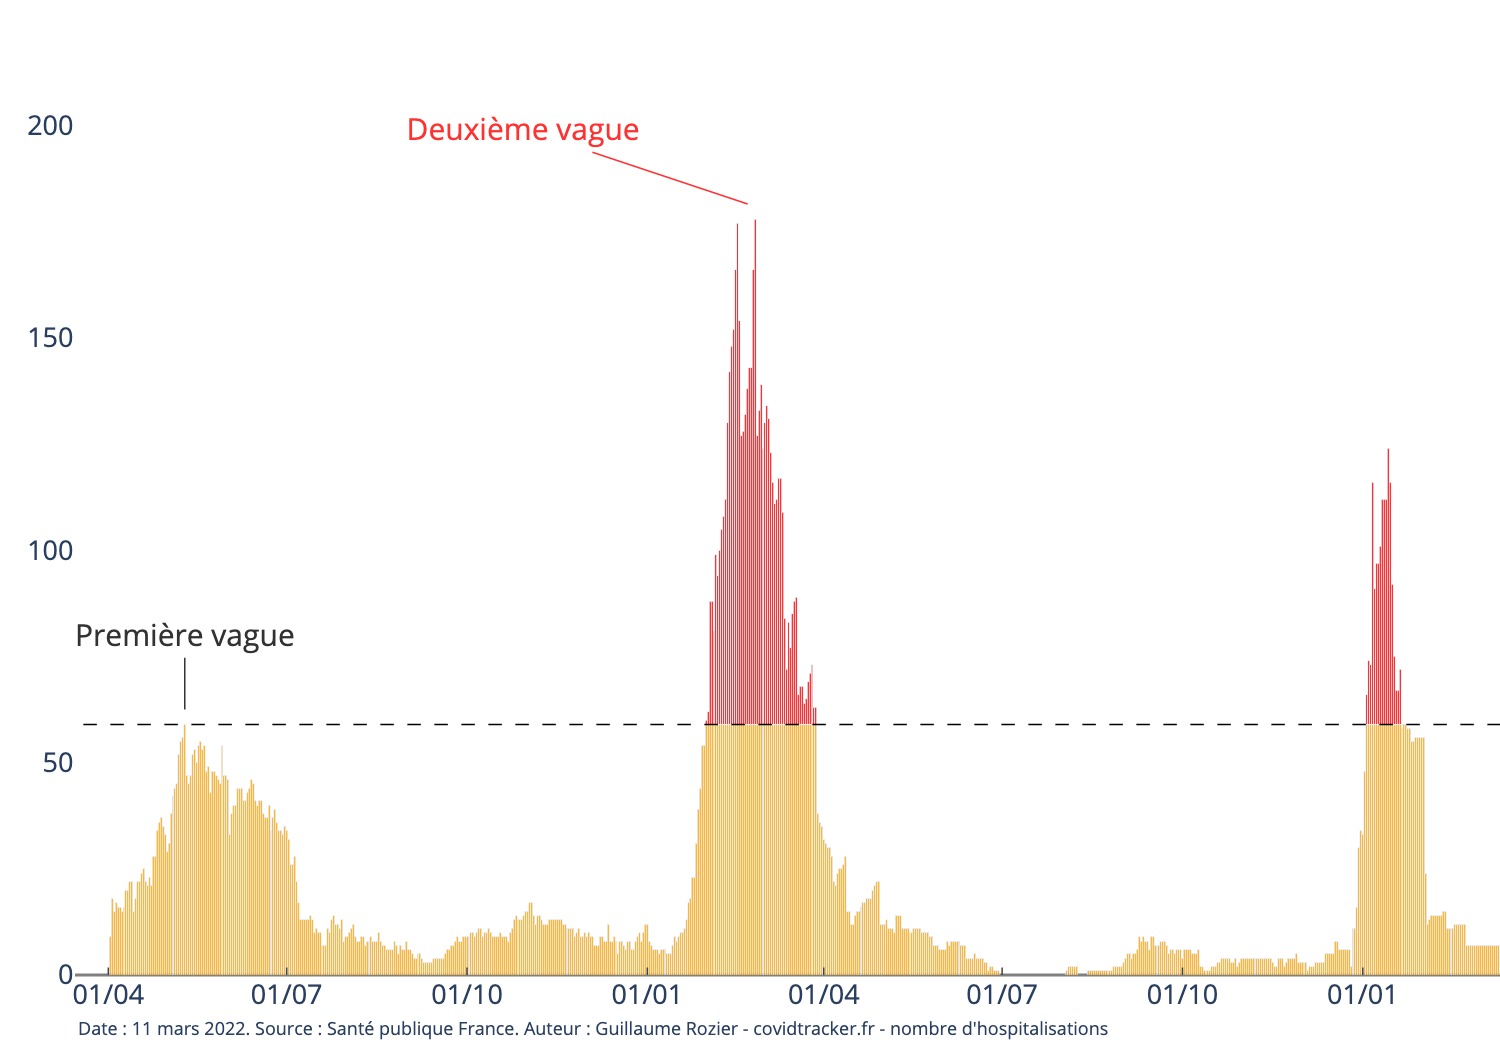 200
Deuxième vague
150
100
Première vague
50
0
01/04 01/07 01/10 01/01 01/04 01/07 01/10 01/01
Date : 11 mars 2022. Source : Santé publique France. Auteur : Guillaume Rozier - covidtracker.fr - nombre d'hospitalisations